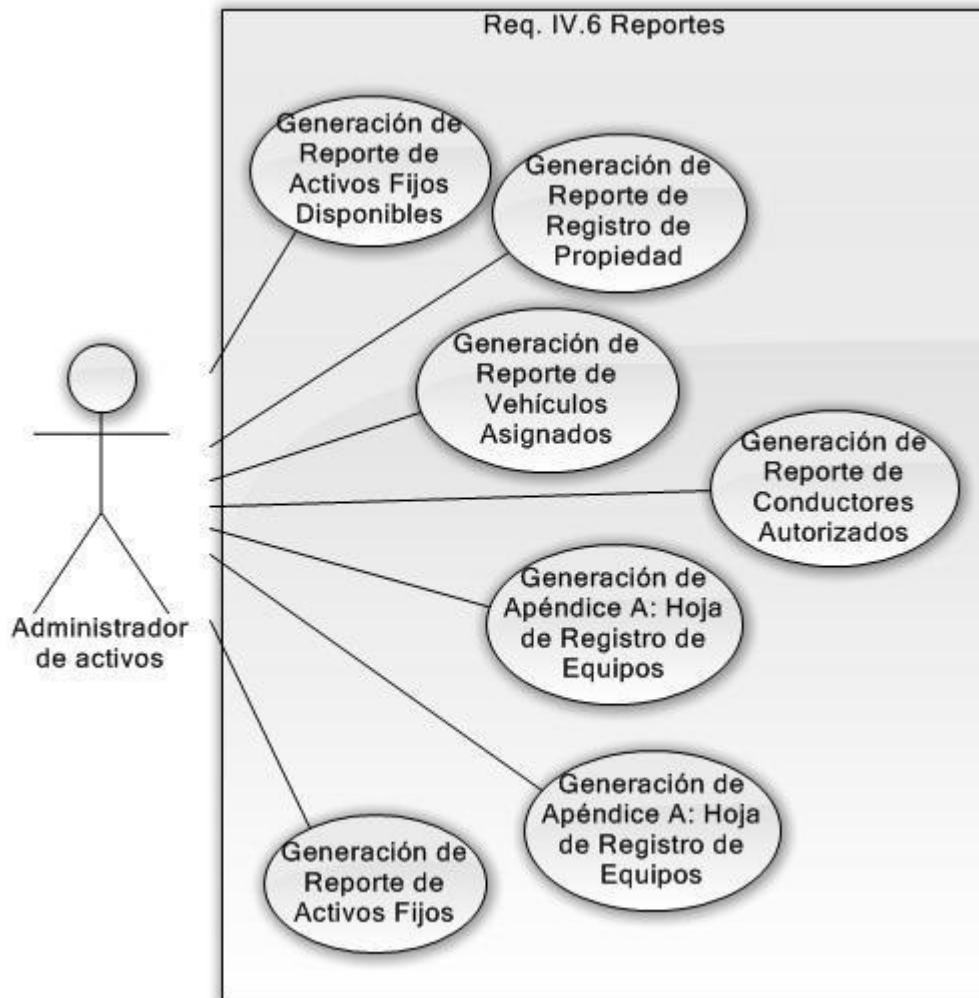 Req. IV.6 Reportes
Generación de
Reporte de
Activos Fijos
Disponibles
Generación de
Reporte de
Registro de
Propiedad
Generación de
Reporte de
Vehículos
Asignados
Generación de
Reporte de
Conductores
Autorizados
Administrador
de activos
Generación de
Apéndice A: Hoja
de Registro de
Equipos
Generación de
Apéndice A: Hoja
de Registro de
Equipos
Generación de
Reporte de
Activos Fijos